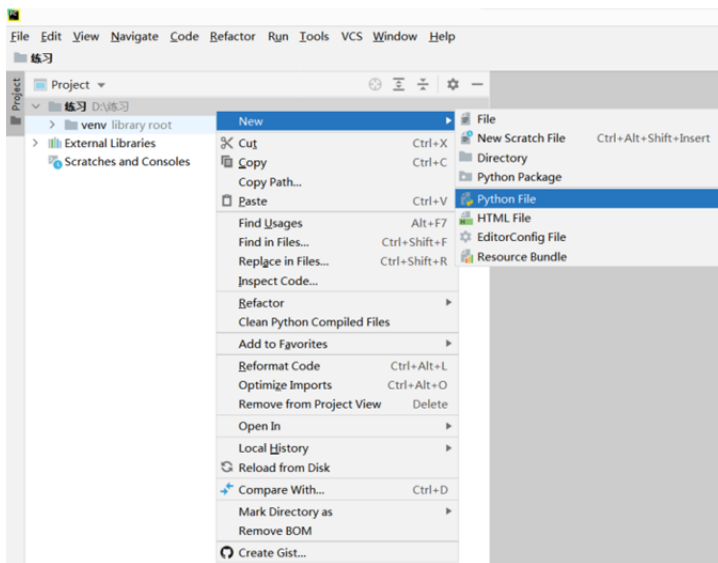 File Edit View Navigate Code Refactor Run Tools VCS Window Help
练习
Project
Project
练习 D:\练习
venv library root
External Libraries
Scratches and Consoles
New
Cut Ctrl+X
Copy Ctrl+C
Copy Path...
Paste Ctrl+V
Find Usages Alt+F7
Find in Files... Ctrl+Shift+F
Replace in Files... Ctrl+Shift+R
Inspect Code...
Refactor
Clean Python Compiled Files
Add to Favorites
Reformat Code Ctrl+Alt+L
Optimize Imports Ctrl+Alt+O
Remove from Project View Delete
Open In
Local History
Reload from Disk
Compare With... Ctrl+D
Mark Directory as
Remove BOM
Create Gist...
File
New Scratch File Ctrl+Alt+Shift+Insert
Directory
Python Package
Python File
HTML File
EditorConfig File
Resource Bundle